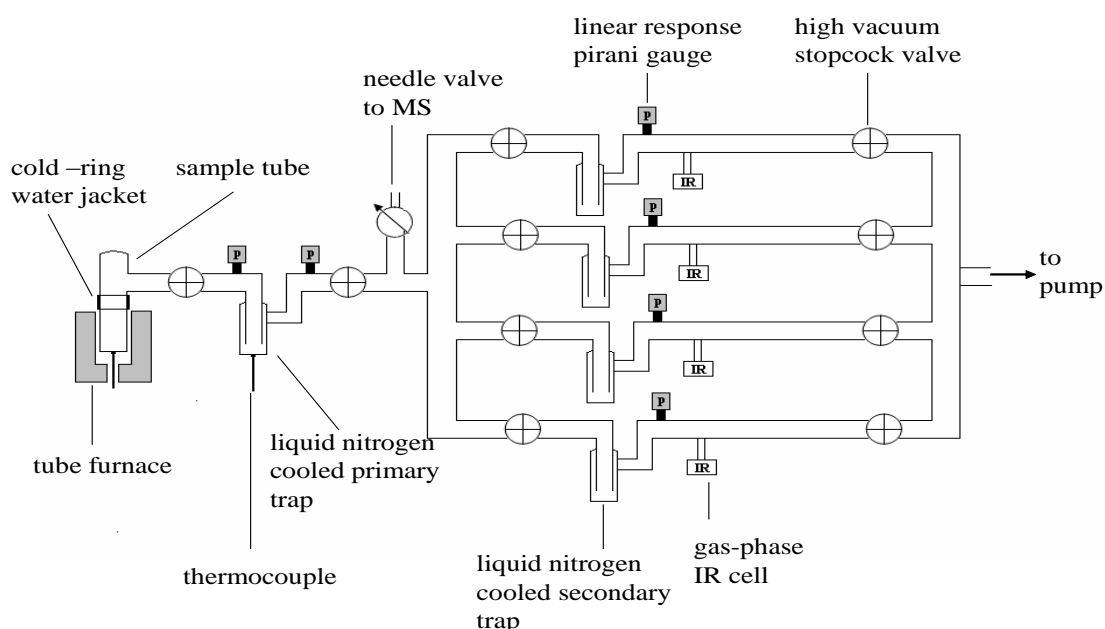 linear response
pirani gauge
high vacuum
stopcock valve
needle valve
to MS
P
cold –ring
water jacket
sample tube
IR
P
P
P
IR
to
pump
P
IR
P
IR
liquid nitrogen
cooled primary
trap
tube furnace
thermocouple
liquid nitrogen
cooled secondary
trap
gas-phase
IR cell